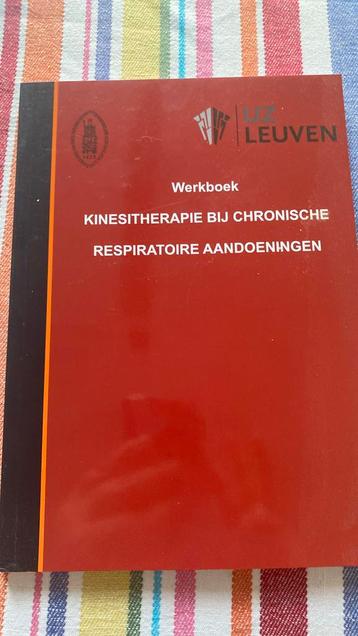 UZ
LEUVEN
Werkboek
KINESITHERAPIE BIJ CHRONISCHE
RESPIRATOIRE AANDOENINGEN